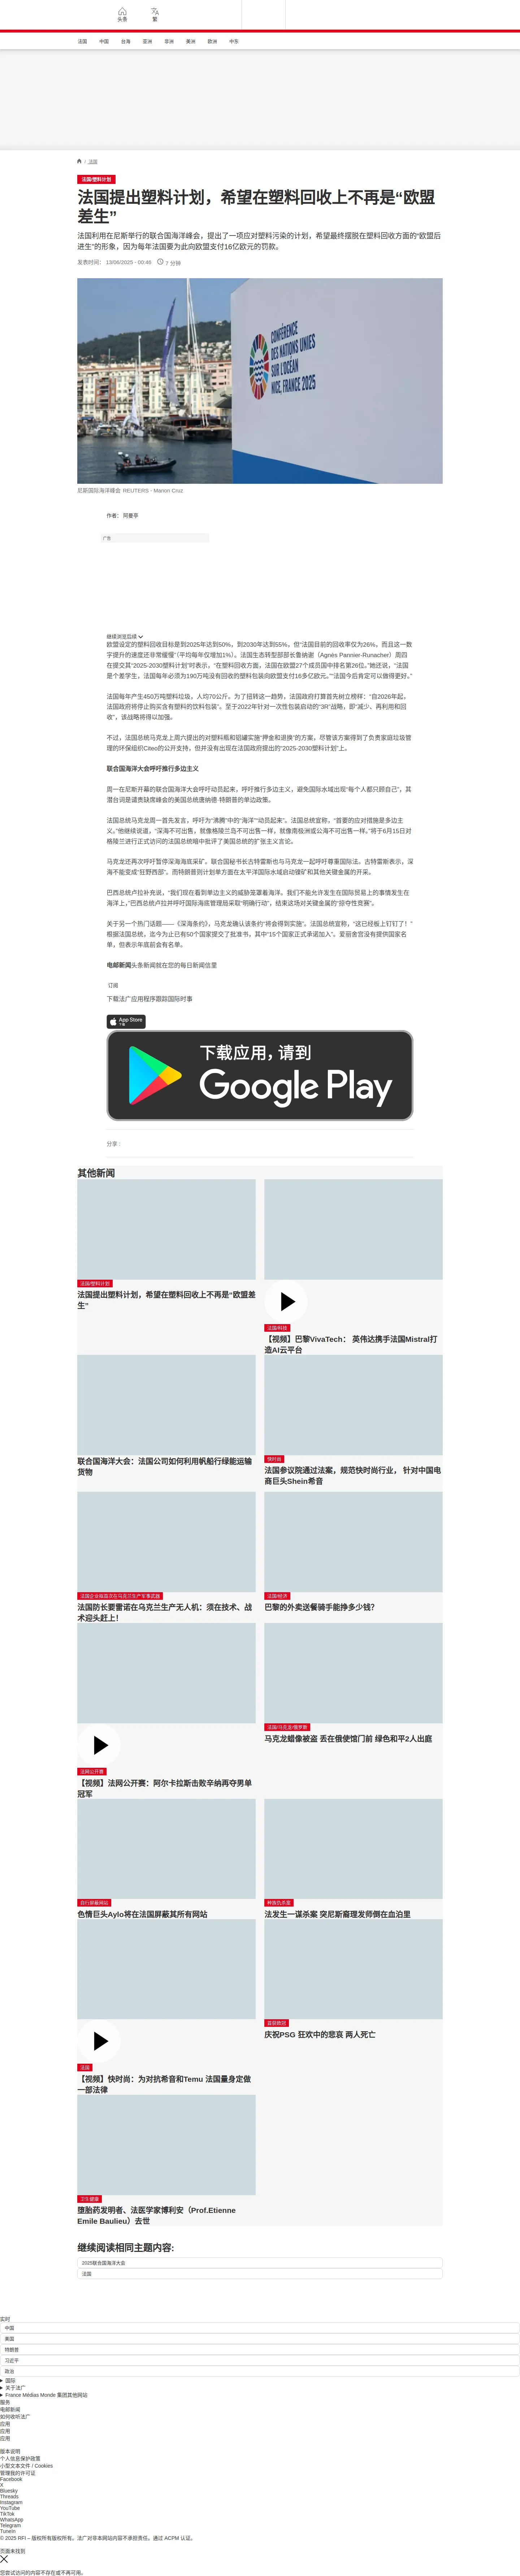 头条
繁
法国
中国
台海
亚洲
非洲
美洲
欧洲
中东
/ 法国
法国/塑料计划
法国提出塑料计划，希望在塑料回收上不再是“欧盟
差生”
法国利用在尼斯举行的联合国海洋峰会，提出了一项应对塑料污染的计划，希望最终摆脱在塑料回收方面的“欧盟后
进生”的形象，因为每年法国要为此向欧盟支付16亿欧元的罚款。
发表时间： 13/06/2025 - 00:46
7 分钟
CONFÉRENCE
DES NATIONS UNIES
SUR L'OCÉAN
NICE, FRANCE 2025
尼斯国际海洋峰会 REUTERS - Manon Cruz
作者： 阿曼亭
广告
继续浏览后续
欧盟设定的塑料回收目标是到2025年达到50%，到2030年达到55%，但“法国目前的回收率仅为26%，而且这一数
字提升的速度还非常缓慢”(平均每年仅增加1%)。法国生态转型部部长鲁纳谢（Agnès Pannier-Runacher）周四
在提交其“2025-2030塑料计划”时表示，“在塑料回收方面，法国在欧盟27个成员国中排名第26位。”她还说，“法国
是个差学生，法国每年必须为190万吨没有回收的塑料包装向欧盟支付16多亿欧元。”“法国今后肯定可以做得更好。”
法国每年产生450万吨塑料垃圾，人均70公斤。为了扭转这一趋势，法国政府打算首先树立榜样：“自2026年起，
法国政府将停止购买含有塑料的饮料包装”。至于2022年针对一次性包装启动的“3R”战略，即“减少、再利用和回
收”，该战略将得以加强。
不过，法国总统马克龙上周六提出的对塑料瓶和铝罐实施“押金和退换”的方案，尽管该方案得到了负责家庭垃圾管
理的环保组织Citeo的公开支持，但并没有出现在法国政府提出的“2025-2030塑料计划”上。
联合国海洋大会呼吁推行多边主义
周一在尼斯开幕的联合国海洋大会呼吁动员起来，呼吁推行多边主义，避免国际水域出现“每个人都只顾自己”，其
潜台词是谴责缺席峰会的美国总统唐纳德·特朗普的单边政策。
法国总统马克龙周一首先发言，呼吁为“沸腾”中的“海洋”“动员起来”。法国总统宣称，“首要的应对措施是多边主
义。”他继续说道，“深海不可出售，就像格陵兰岛不可出售一样，就像南极洲或公海不可出售一样。”将于6月15日对
格陵兰进行正式访问的法国总统暗中批评了美国总统的扩张主义言论。
马克龙还再次呼吁暂停深海海底采矿。联合国秘书长古特雷斯也与马克龙一起呼吁尊重国际法。古特雷斯表示，深
海不能变成“狂野西部”。而特朗普则计划单方面在太平洋国际水域启动镍矿和其他关键金属的开采。
巴西总统卢拉补充说，“我们现在看到单边主义的威胁笼罩着海洋。我们不能允许发生在国际贸易上的事情发生在
海洋上，”巴西总统卢拉并呼吁国际海底管理局采取“明确行动”，结束这场对关键金属的“掠夺性竞赛”。
关于另一个热门话题——《深海条约》，马克龙确认该条约“将会得到实施”。法国总统宣称，“这已经板上钉钉了！”
根据法国总统，迄今为止已有50个国家提交了批准书，其中“15个国家正式承诺加入”。爱丽舍宫没有提供国家名
单，但表示年底前会有名单。
电邮新闻头条新闻就在您的每日新闻信里
订阅
下载法广应用程序跟踪国际时事
App Store
下载
下载应用，请到
Google Play
分享 :
其他新闻
法国/塑料计划
法国提出塑料计划，希望在塑料回收上不再是“欧盟差
生”
法国/科技
【视频】巴黎VivaTech： 英伟达携手法国Mistral打
造AI云平台
联合国海洋大会：法国公司如何利用帆船行绿能运输
货物
快时尚
法国参议院通过法案，规范快时尚行业， 针对中国电
商巨头Shein希音
法国企业能首次在乌克兰生产军事武器
法国防长要雷诺在乌克兰生产无人机：须在技术、战
术迎头赶上！
法国/经济
巴黎的外卖送餐骑手能挣多少钱？
法网公开赛
【视频】法网公开赛：阿尔卡拉斯击败辛纳再夺男单
冠军
法国/马克龙/俄罗斯
马克龙蜡像被盗 丢在俄使馆门前 绿色和平2人出庭
自行屏蔽网站
色情巨头Aylo将在法国屏蔽其所有网站
种族仇杀案
法发生一谋杀案 突尼斯裔理发师倒在血泊里
法国
【视频】快时尚：为对抗希音和Temu 法国量身定做
一部法律
首获欧冠
庆祝PSG 狂欢中的悲哀 两人死亡
卫生健康
堕胎药发明者、法医学家博利安（Prof.Etienne
Emile Baulieu）去世
继续阅读相同主题内容:
2025联合国海洋大会
法国
实时
中国
美国
特朗普
习近平
政治
国际
关于法广
France Médias Monde 集团其他网站
服务
电邮新闻
如何收听法广
应用
应用
应用
版本说明
个人信息保护政策
小型文本文件 / Cookies
管理我的许可证
Facebook
X
Bluesky
Threads
Instagram
YouTube
TikTok
WhatsApp
Telegram
TuneIn
© 2025 RFI – 版权所有版权所有。法广对非本网站内容不承担责任。通过 ACPM 认证。
页面未找到
您尝试访问的内容不存在或不再可用。